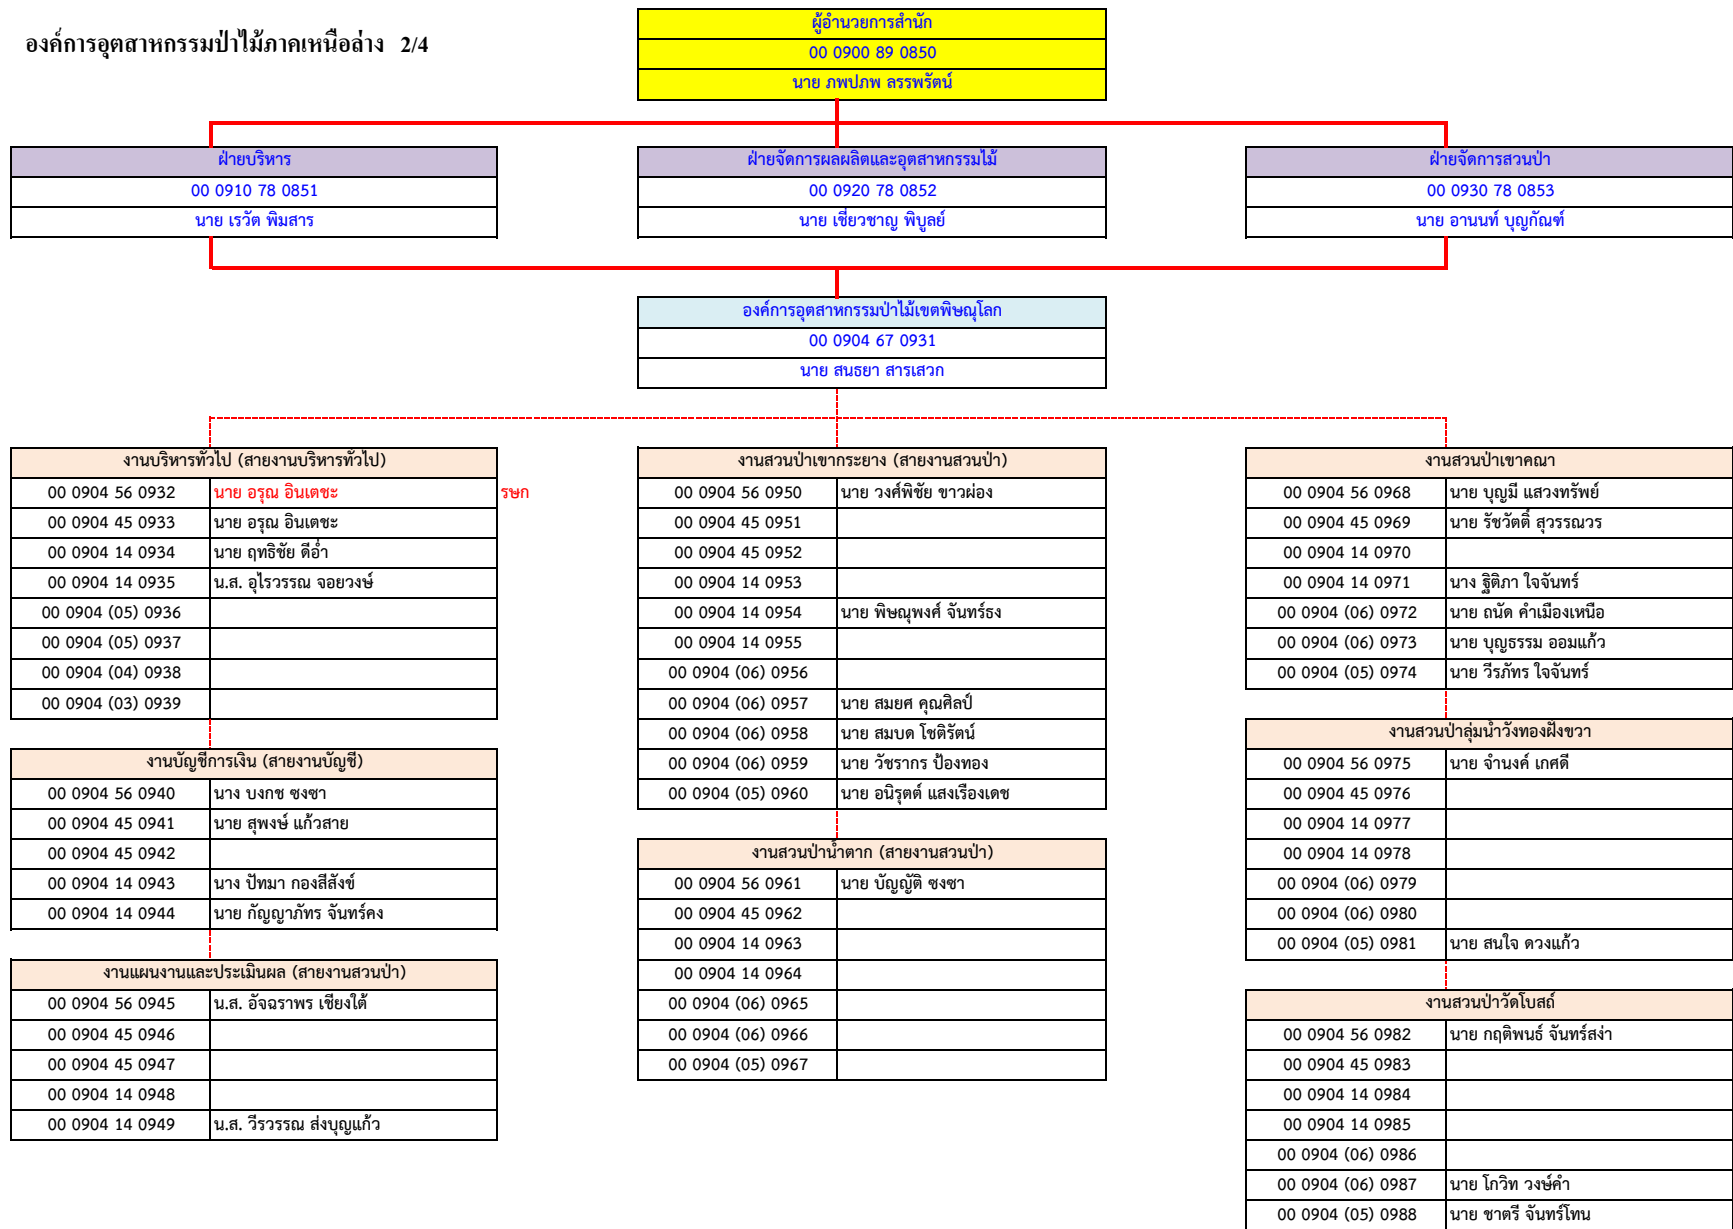 องค์การอุตสาหกรรมป่าไม้ภาคเหนือล่าง 2/4
ผู้อำนวยการสำนัก
00 0900 89 0850
นาย ภพปภพ ลรรพรัตน์
ฝ่ายบริหาร
00 0910 78 0851
นาย เรวัต พิมสาร
ฝ่ายจัดการผลผลิตและอุตสาหกรรมไม้
00 0920 78 0852
นาย เชี่ยวชาญ พิบูลย์
ฝ่ายจัดการสวนป่า
00 0930 78 0853
นาย อานนท์ บุญกัณฑ์
องค์การอุตสาหกรรมป่าไม้เขตพิษณุโลก
00 0904 67 0931
นาย สนธยา สารเสวก
งานบริหารทั่วไป (สายงานบริหารทั่วไป)
00 0904 56 0932 นาย อรุณ อินเตชะ รษก
00 0904 45 0933 นาย อรุณ อินเตชะ
00 0904 14 0934 นาย ฤทธิชัย ดีอ่ำ
00 0904 14 0935 น.ส. อุไรวรรณ จอยวงษ์
00 0904 (05) 0936
00 0904 (05) 0937
00 0904 (04) 0938
00 0904 (03) 0939
งานบัญชีการเงิน (สายงานบัญชี)
00 0904 56 0940 นาง บงกช ซงซา
00 0904 45 0941 นาย สุพงษ์ แก้วสาย
00 0904 45 0942
00 0904 14 0943 นาง ปัทมา กองสีสังข์
00 0904 14 0944 นาย กัญญาภัทร จันทร์คง
งานแผนงานและประเมินผล (สายงานสวนป่า)
00 0904 56 0945 น.ส. อัจฉราพร เชียงใต้
00 0904 45 0946
00 0904 45 0947
00 0904 14 0948
00 0904 14 0949 น.ส. วีรวรรณ ส่งบุญแก้ว
งานสวนป่าเขากระยาง (สายงานสวนป่า)
00 0904 56 0950 นาย วงศ์พิชัย ขาวผ่อง
00 0904 45 0951
00 0904 45 0952
00 0904 14 0953
00 0904 14 0954 นาย พิษณุพงศ์ จันทร์ธง
00 0904 14 0955
00 0904 (06) 0956
00 0904 (06) 0957 นาย สมยศ คุณศิลป์
00 0904 (06) 0958 นาย สมบด โชติรัตน์
00 0904 (06) 0959 นาย วัชรากร ป้องทอง
00 0904 (05) 0960 นาย อนิรุตต์ แสงเรืองเดช
งานสวนป่าน้ำตาก (สายงานสวนป่า)
00 0904 56 0961 นาย บัญญัติ ซงซา
00 0904 45 0962
00 0904 14 0963
00 0904 14 0964
00 0904 (06) 0965
00 0904 (06) 0966
00 0904 (05) 0967
งานสวนป่าเขาคณา
00 0904 56 0968 นาย บุญมี แสวงทรัพย์
00 0904 45 0969 นาย รัชวัตติ์ สุวรรณวร
00 0904 14 0970
00 0904 14 0971 นาง ฐิติภา ใจจันทร์
00 0904 (06) 0972 นาย ถนัด คำเมืองเหนือ
00 0904 (06) 0973 นาย บุญธรรม ออมแก้ว
00 0904 (05) 0974 นาย วีรภัทร ใจจันทร์
งานสวนป่าลุ่มน้ำวังทองฝั่งขวา
00 0904 56 0975 นาย จำนงค์ เกศดี
00 0904 45 0976
00 0904 14 0977
00 0904 14 0978
00 0904 (06) 0979
00 0904 (06) 0980
00 0904 (05) 0981 นาย สนใจ ดวงแก้ว
งานสวนป่าวัดโบสถ์
00 0904 56 0982 นาย กฤติพนธ์ จันทร์สง่า
00 0904 45 0983
00 0904 14 0984
00 0904 14 0985
00 0904 (06) 0986
00 0904 (06) 0987 นาย โกวิท วงษ์คำ
00 0904 (05) 0988 นาย ชาตรี จันทร์โทน